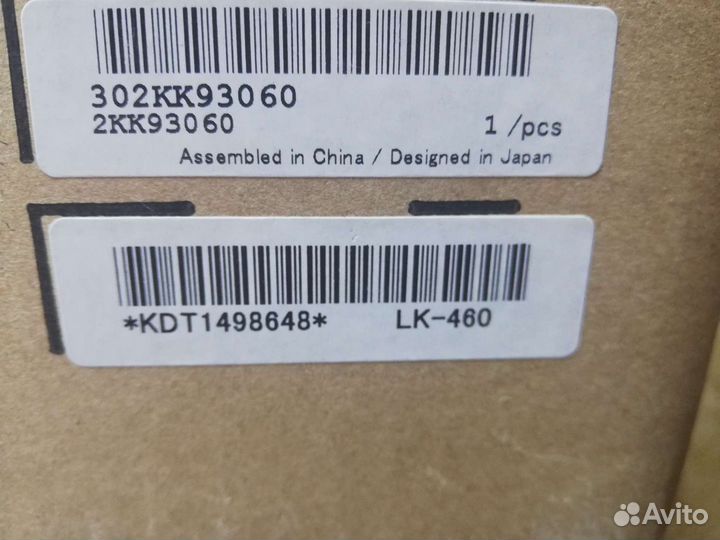 302KK93060
2KK93060 1/pcs
Assembled in China / Designed in Japan
*KDT1498648* LK-460
Avito